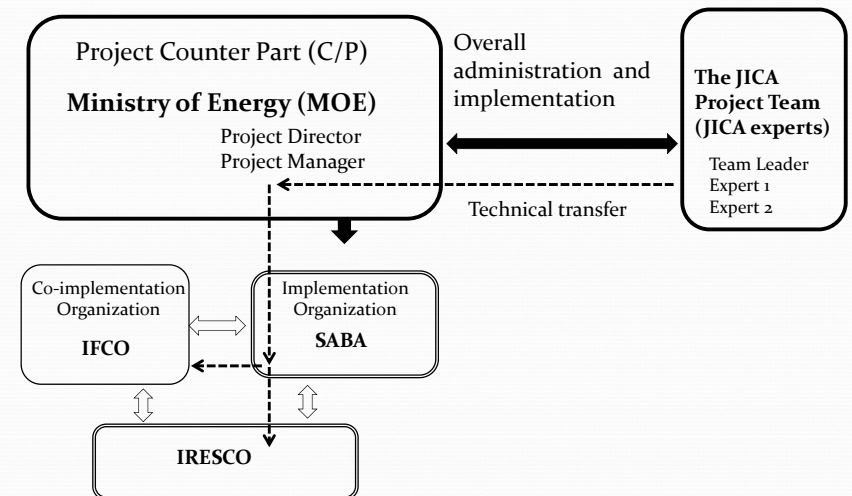 Project Counter Part (C/P)
Ministry of Energy (MOE)
Project Director
Project Manager
Overall
administration and
implementation
Technical transfer
The JICA
Project Team
(JICA experts)
Team Leader
Expert 1
Expert 2
Co-implementation
Organization
IFCO
Implementation
Organization
SABA
IRESCO